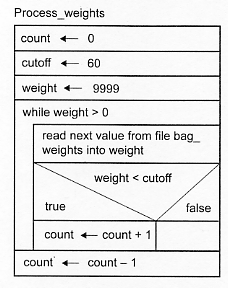 Process_weights
count ← 0
cutoff ← 60
weight ← 9999
while weight > 0
read next value from file bag_
weights into weight
weight < cutoff
true false
count ← count + 1
count ← count – 1